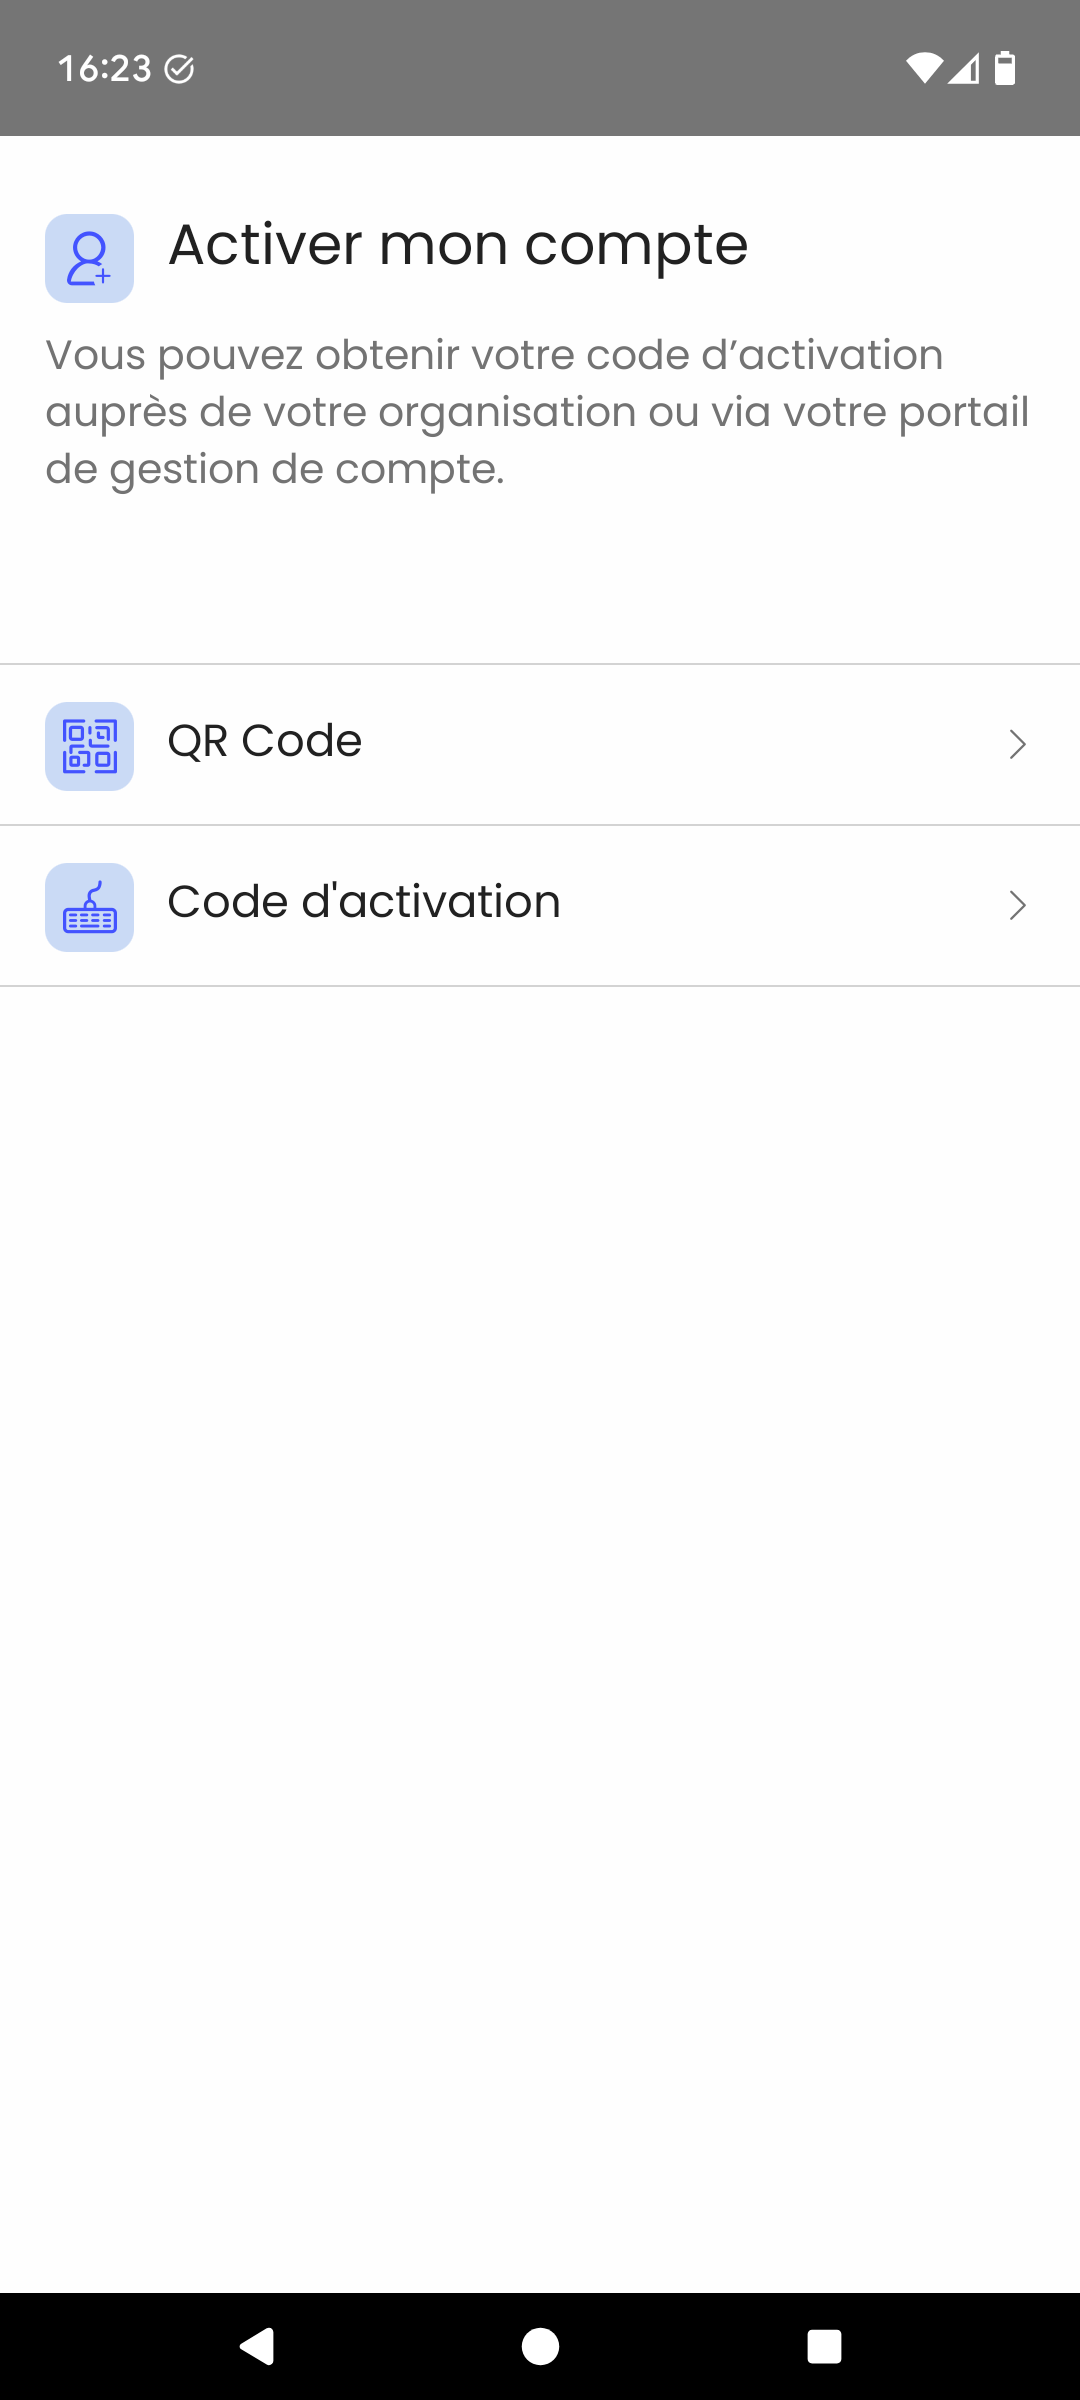 16:23
Activer mon compte
Vous pouvez obtenir votre code d’activation
auprès de votre organisation ou via votre portail
de gestion de compte.
QR Code
Code d'activation